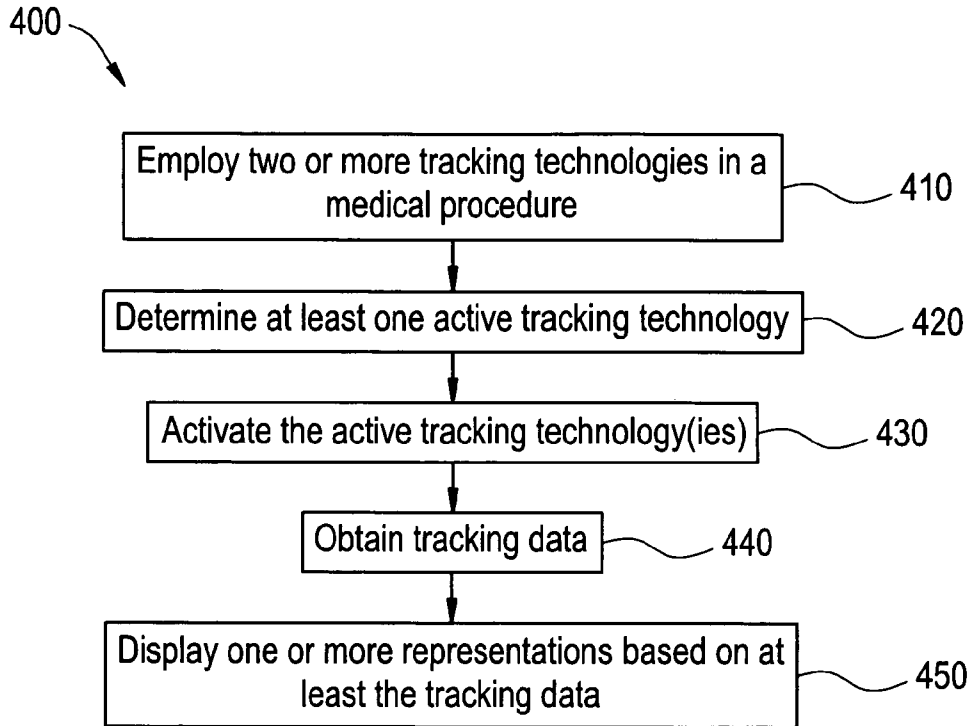 400
Employ two or more tracking technologies in a
medical procedure
410
Determine at least one active tracking technology
420
Activate the active tracking technology(ies)
430
Obtain tracking data
440
Display one or more representations based on at
least the tracking data
450